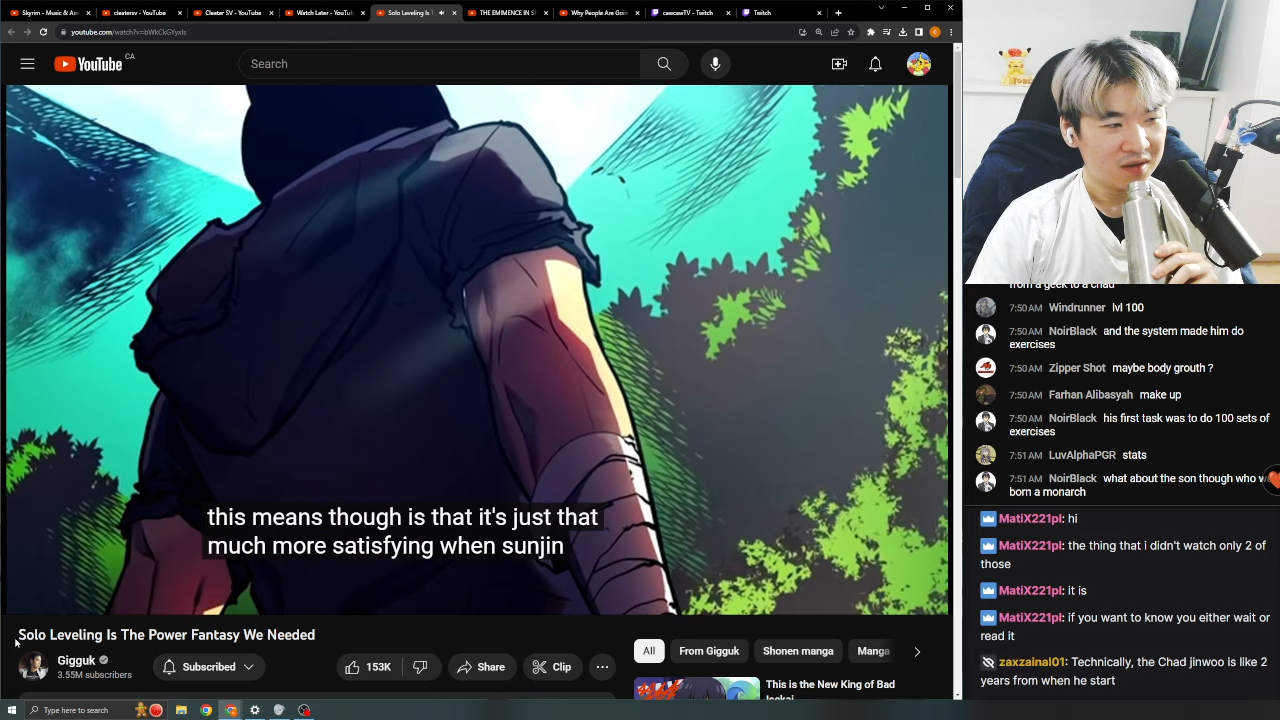 Skyrim - Music & Am
cleatersv - YouTube
Cleater SV - YouTube
Watch Later - YouTu
Solo Leveling Is T
THE EMINENCE IN S
Why People Are Goin
cawcawTV - Twitch
Twitch
YouTube CA
Search
this means though is that it's just that
much more satisfying when sunjin
Solo Leveling Is The Power Fantasy We Needed
Gigguk
3.55M subscribers
Subscribed
153K
Share
Clip
All
From Gigguk
Shonen manga
Manga
This is the New King of Bad
Isekai
Type here to search
from a geek to a chad
7:50 AM Windrunner lvl 100
7:50 AM NoirBlack and the system made him do
exercises
7:50 AM Zipper Shot maybe body grouth ?
7:50 AM Farhan Alibasyah make up
7:50 AM NoirBlack his first task was to do 100 sets of
exercises
7:51 AM LuvAlphaPGR stats
7:51 AM NoirBlack what about the son though who w
born a monarch
MatiX221pl: hi
MatiX221pl: the thing that i didn't watch only 2 of
those
MatiX221pl: it is
MatiX221pl: if you want to know you either wait or
read it
zaxzainal01: Technically, the Chad jinwoo is like 2
years from when he start